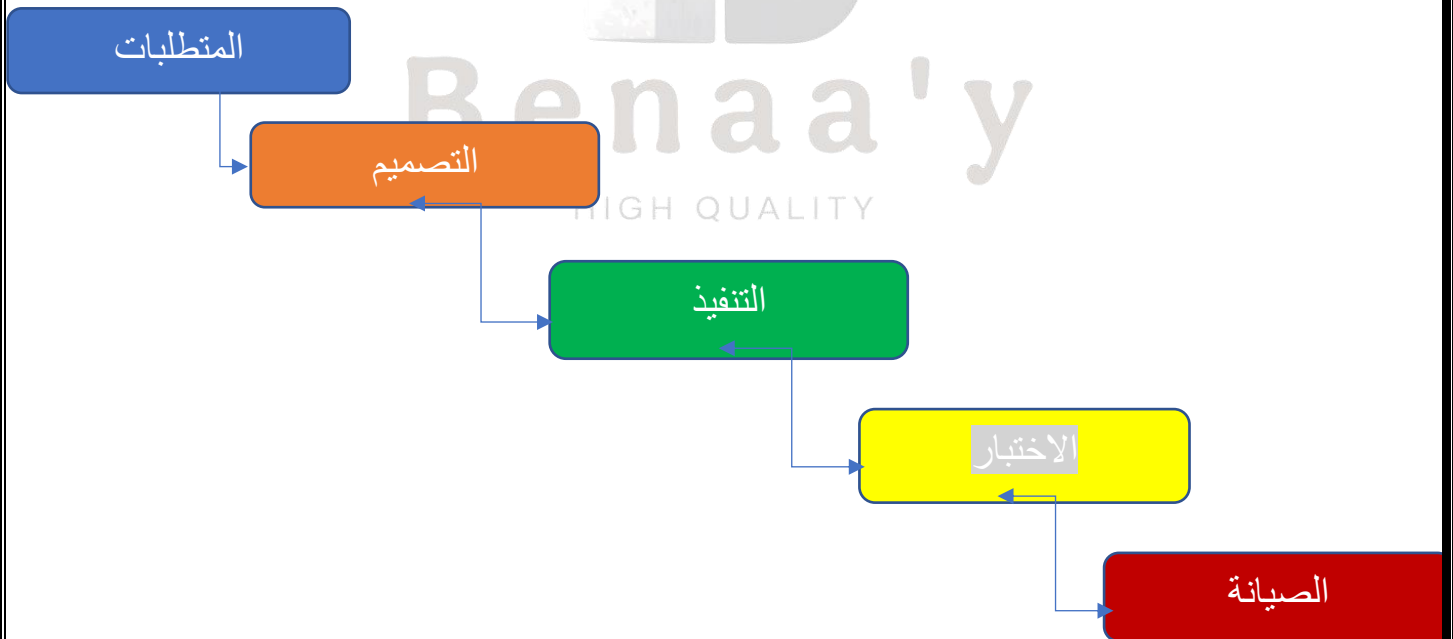 المتطلبات
Benaa'y
التصميم
HIGH QUALITY
التنفيذ
الاختبار
الصيانة